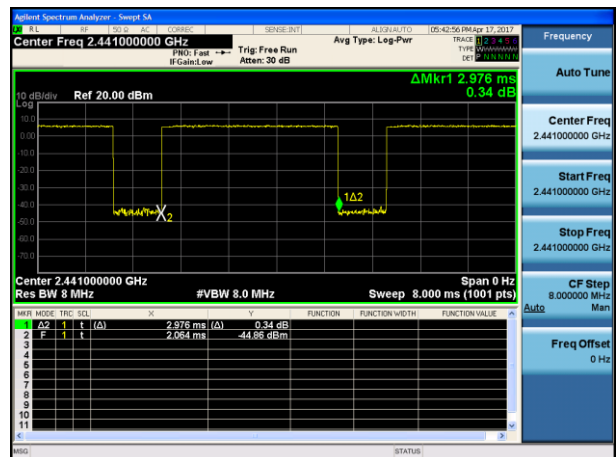 Agilent Spectrum Analyzer - Swept SA
RL RF 50 Ω AC CORREC SENSE:INT ALIGNAUTO 05:42:56 PM Apr 17, 2017
Center Freq 2.441000000 GHz
PNO: Fast
IFGain:Low
Trig: Free Run
Atten: 30 dB
Avg Type: Log-Pwr
TRACE 1 2 3 4 5 6
TYPE
DET P N N N N N
ΔMkr1 2.976 ms
0.34 dB
10 dB/div Ref 20.00 dBm
Log
10.0
0.00
-10.0
-20.0
-30.0
-40.0
-50.0
-60.0
-70.0
1Δ2
X2
Center 2.441000000 GHz Span 0 Hz
Res BW 8 MHz #VBW 8.0 MHz Sweep 8.000 ms (1001 pts)
MKR MODE TRC SCL X Y FUNCTION FUNCTION WIDTH FUNCTION VALUE
1 Δ2 1 t (Δ) 2.976 ms (Δ) 0.34 dB
2 F 1 t 2.064 ms -44.86 dBm
3
4
5
6
7
8
9
10
11
MSG STATUS
Frequency
Auto Tune
Center Freq
2.441000000 GHz
Start Freq
2.441000000 GHz
Stop Freq
2.441000000 GHz
CF Step
8.000000 MHz
Auto Man
Freq Offset
0 Hz